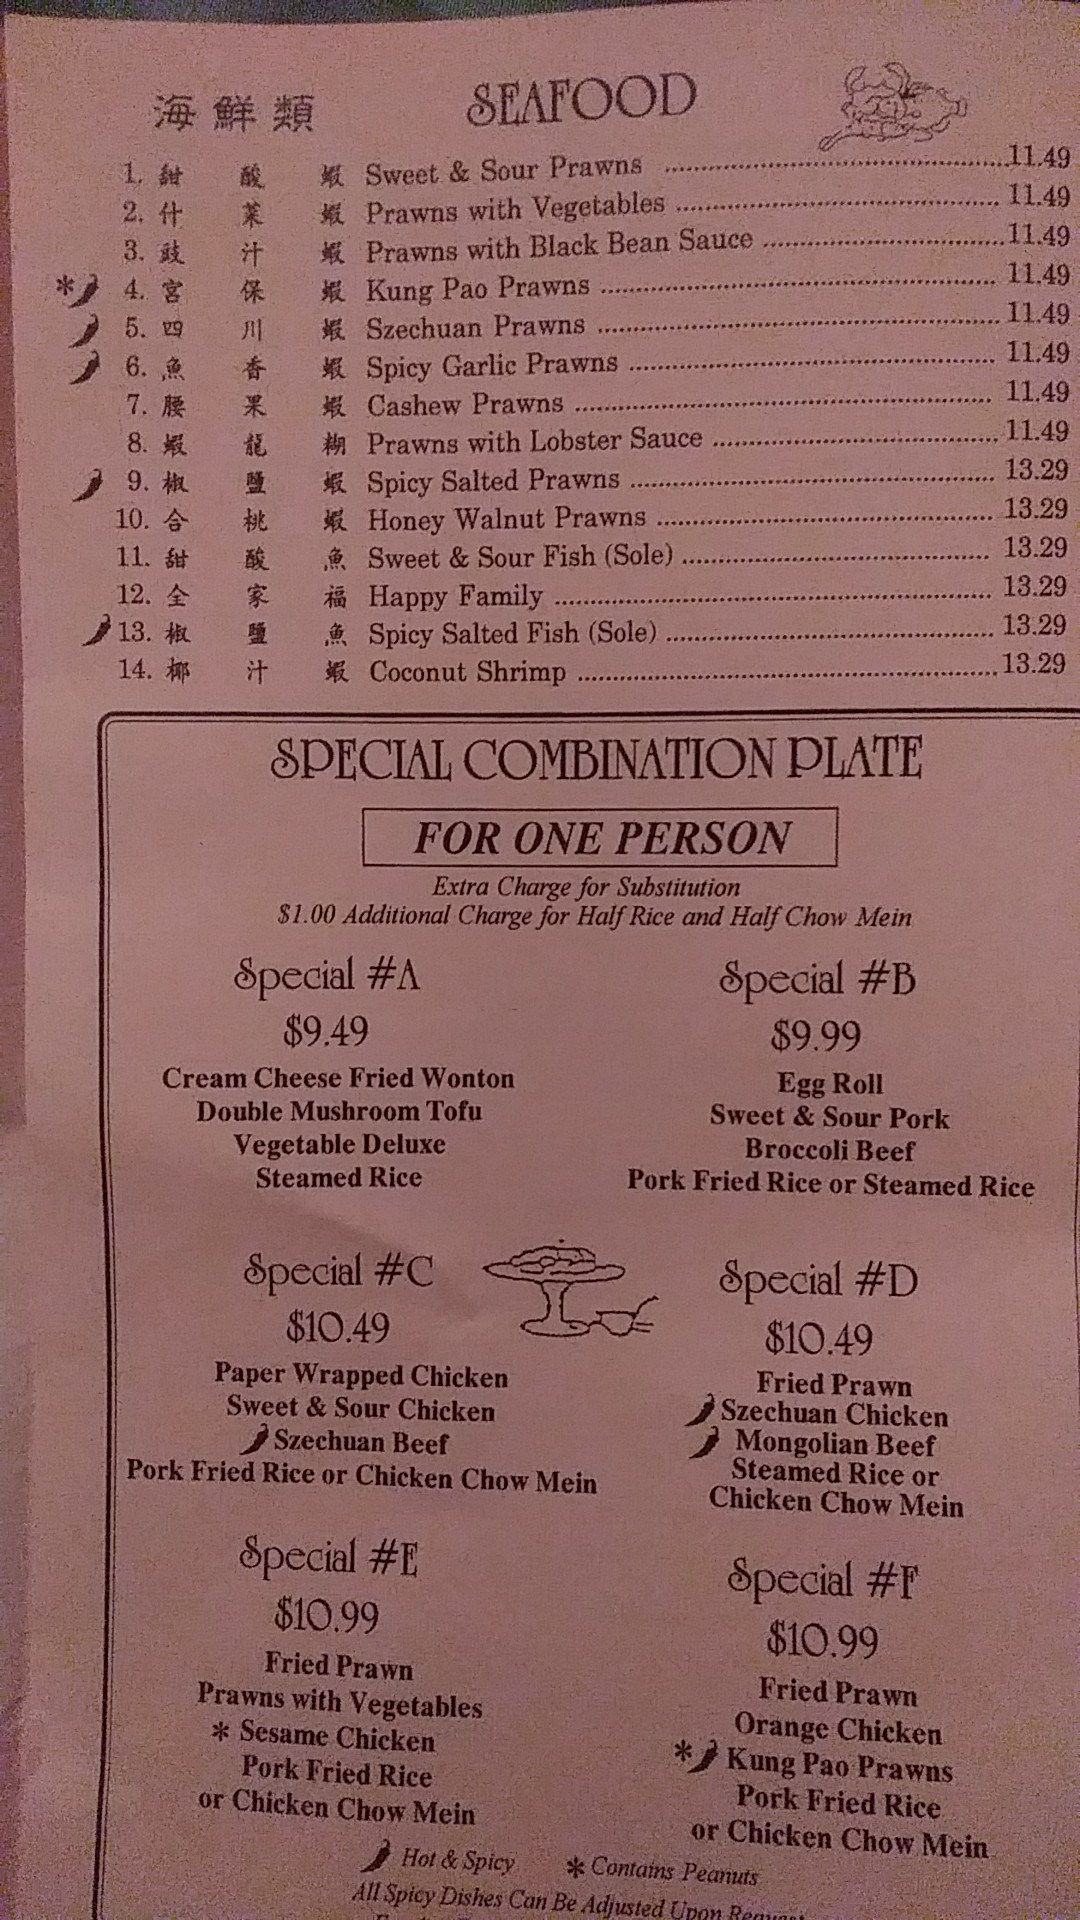 海鮮類 SEAFOOD
1. 甜酸蝦 Sweet & Sour Prawns 11.49
2. 什菜蝦 Prawns with Vegetables 11.49
3. 豉汁蝦 Prawns with Black Bean Sauce 11.49
* 4. 宮保蝦 Kung Pao Prawns 11.49
5. 四川蝦 Szechuan Prawns 11.49
6. 魚香蝦 Spicy Garlic Prawns 11.49
7. 腰果蝦 Cashew Prawns 11.49
8. 蝦龍糊 Prawns with Lobster Sauce 11.49
9. 椒鹽蝦 Spicy Salted Prawns 13.29
10. 合桃蝦 Honey Walnut Prawns 13.29
11. 甜酸魚 Sweet & Sour Fish (Sole) 13.29
12. 全家福 Happy Family 13.29
13. 椒鹽魚 Spicy Salted Fish (Sole) 13.29
14. 椰汁蝦 Coconut Shrimp 13.29
SPECIAL COMBINATION PLATE
FOR ONE PERSON
Extra Charge for Substitution
$1.00 Additional Charge for Half Rice and Half Chow Mein
Special #A
$9.49
Cream Cheese Fried Wonton
Double Mushroom Tofu
Vegetable Deluxe
Steamed Rice
Special #B
$9.99
Egg Roll
Sweet & Sour Pork
Broccoli Beef
Pork Fried Rice or Steamed Rice
Special #C
$10.49
Paper Wrapped Chicken
Sweet & Sour Chicken
Szechuan Beef
Pork Fried Rice or Chicken Chow Mein
Special #D
$10.49
Fried Prawn
Szechuan Chicken
Mongolian Beef
Steamed Rice or
Chicken Chow Mein
Special #E
$10.99
Fried Prawn
Prawns with Vegetables
* Sesame Chicken
Pork Fried Rice
or Chicken Chow Mein
Special #F
$10.99
Fried Prawn
Orange Chicken
* Kung Pao Prawns
Pork Fried Rice
or Chicken Chow Mein
Hot & Spicy * Contains Peanuts
All Spicy Dishes Can Be Adjusted Upon Request